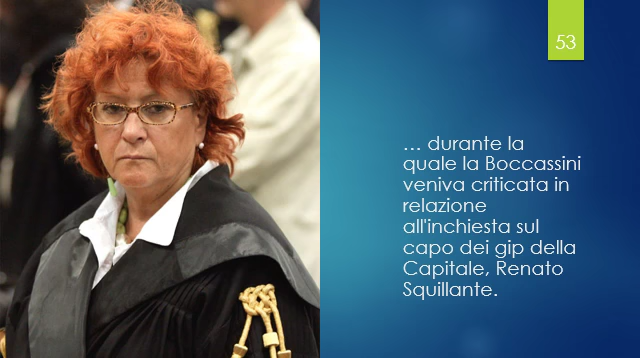 53
… durante la
quale la Boccassini
veniva criticata in
relazione
all'inchiesta sul
capo dei gip della
Capitale, Renato
Squillante.